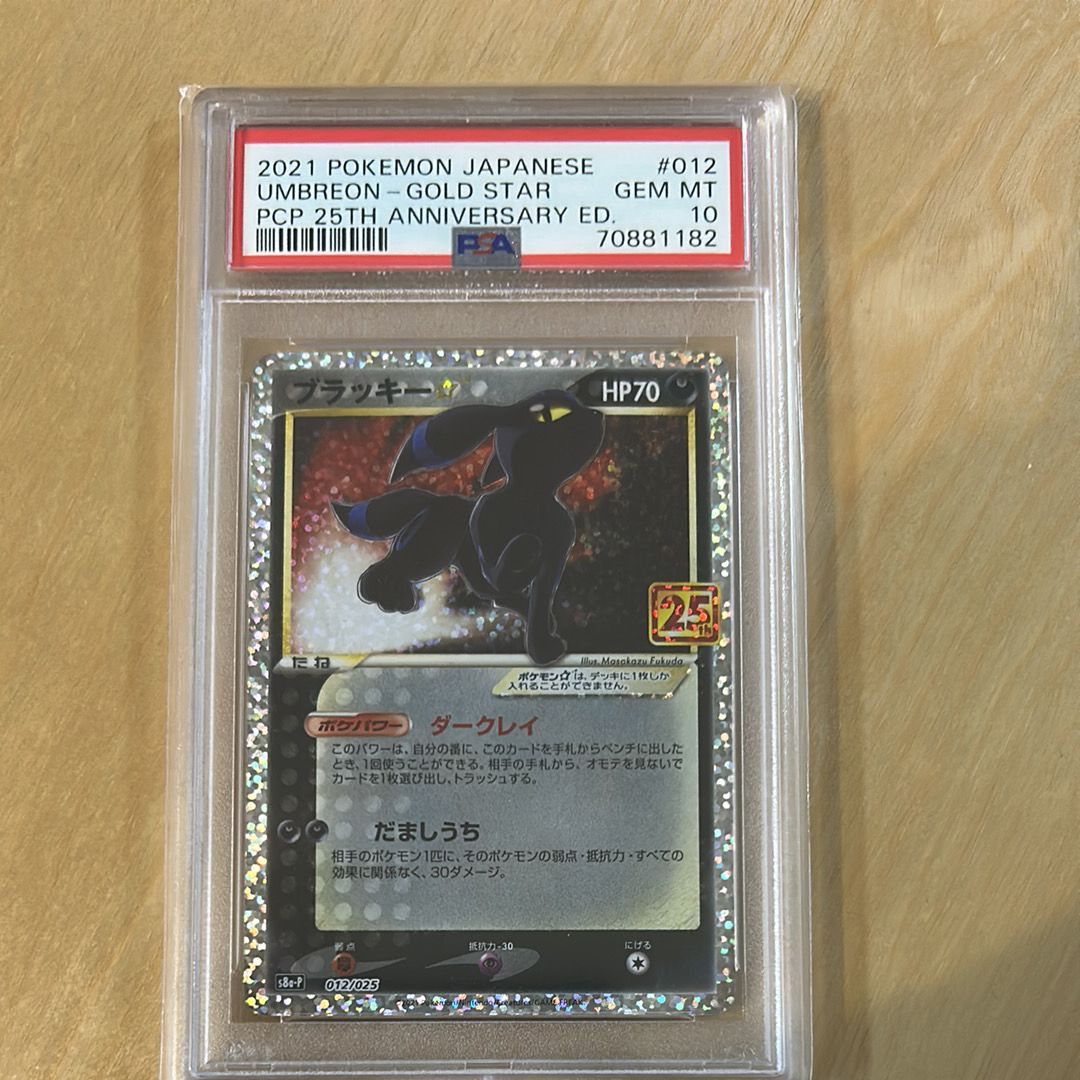 2021 POKEMON JAPANESE #012
UMBREON - GOLD STAR GEM MT
PCP 25TH ANNIVERSARY ED. 10
PSA 70881182
ブラッキー☆ HP70
25th
たね
Illus. Masakazu Fukuda
ポケモン☆は、デッキに1枚しか
入れることができません。
ポケパワー ダークレイ
このパワーは、自分の番に、このカードを手札からベンチに出した
とき、1回使うことができる。相手の手札から、オモテを見ないで
カードを1枚選び出し、トラッシュする。
だましうち
相手のポケモン1匹に、そのポケモンの弱点・抵抗力・すべての
効果に関係なく、30ダメージ。
弱点 抵抗力-30 にげる
s8a-P 012/025
©2021 Pokémon/Nintendo/Creatures/GAME FREAK.